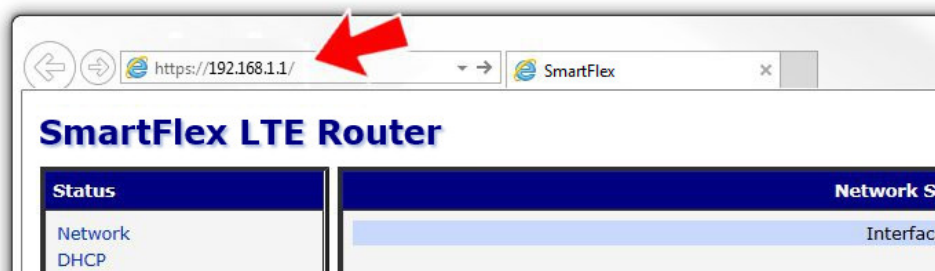 https://192.168.1.1/
SmartFlex
SmartFlex LTE Router
Status
Network S
Network
Interfac
DHCP